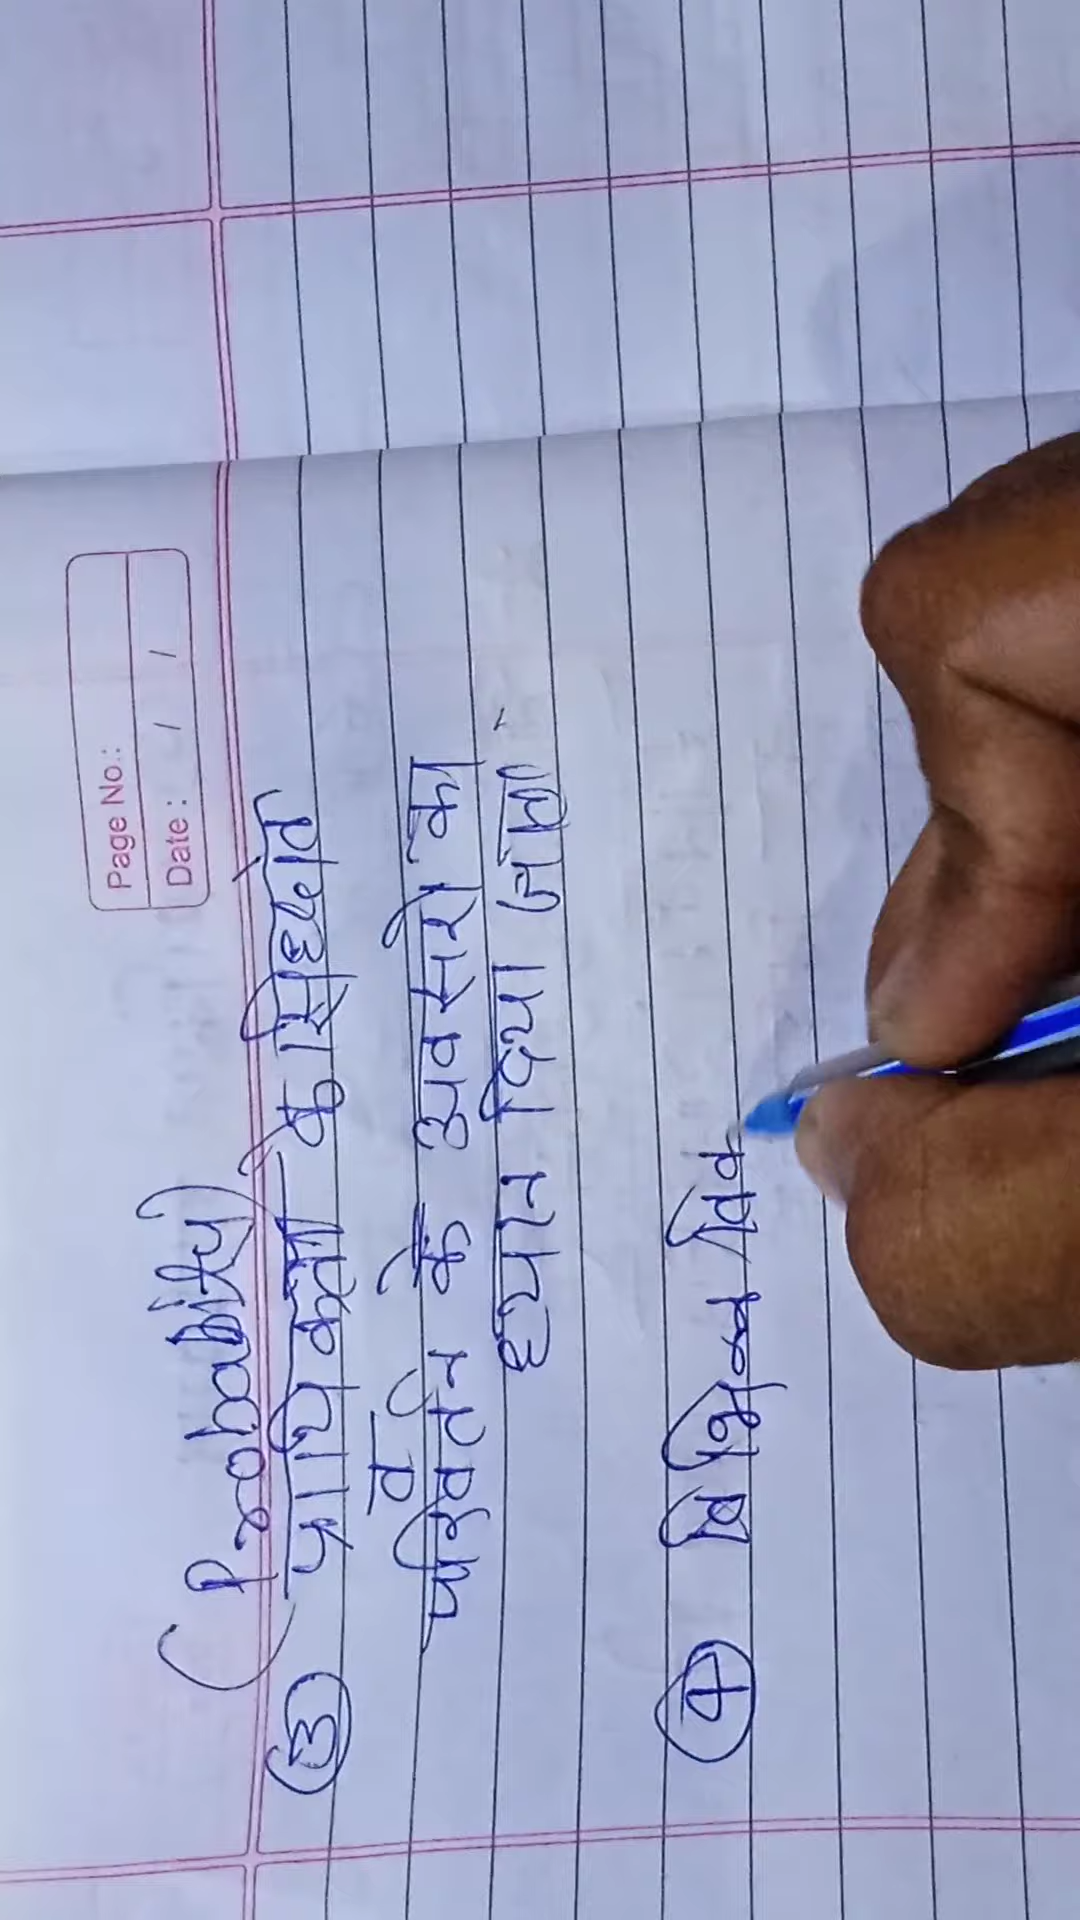 Page No.:
Date : / /
(Probability)
③ प्रायिकता के सिद्धांत
व
परिवर्तन के अवसरों का
ध्यान दिया
④ विभिन्न विक